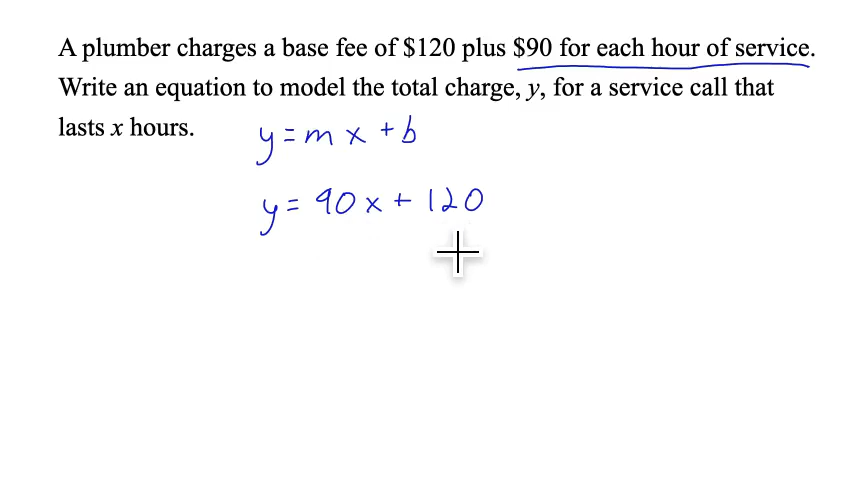 A plumber charges a base fee of $120 plus $90 for each hour of service.
Write an equation to model the total charge, y, for a service call that
lasts x hours.
y = m x + b
y = 90x + 120